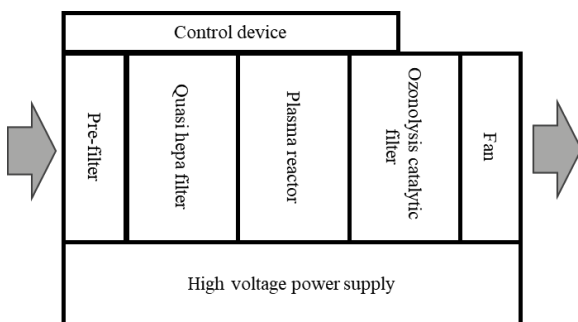 Control device
Pre-filter
Quasi hepa filter
Plasma reactor
Ozonolysis catalytic
filter
Fan
High voltage power supply